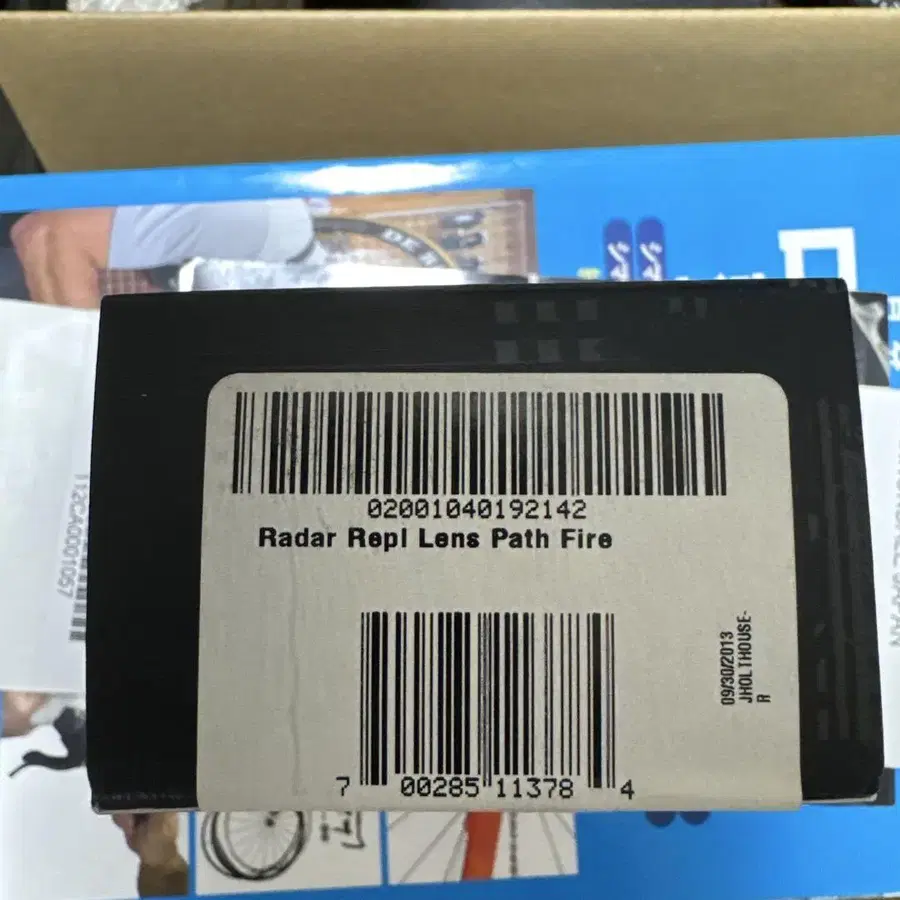 02001040192142
Radar Repl Lens Path Fire
09/30/2013
JHOLTHOUSE-
R
7 00285 11378 4
112CA0001057